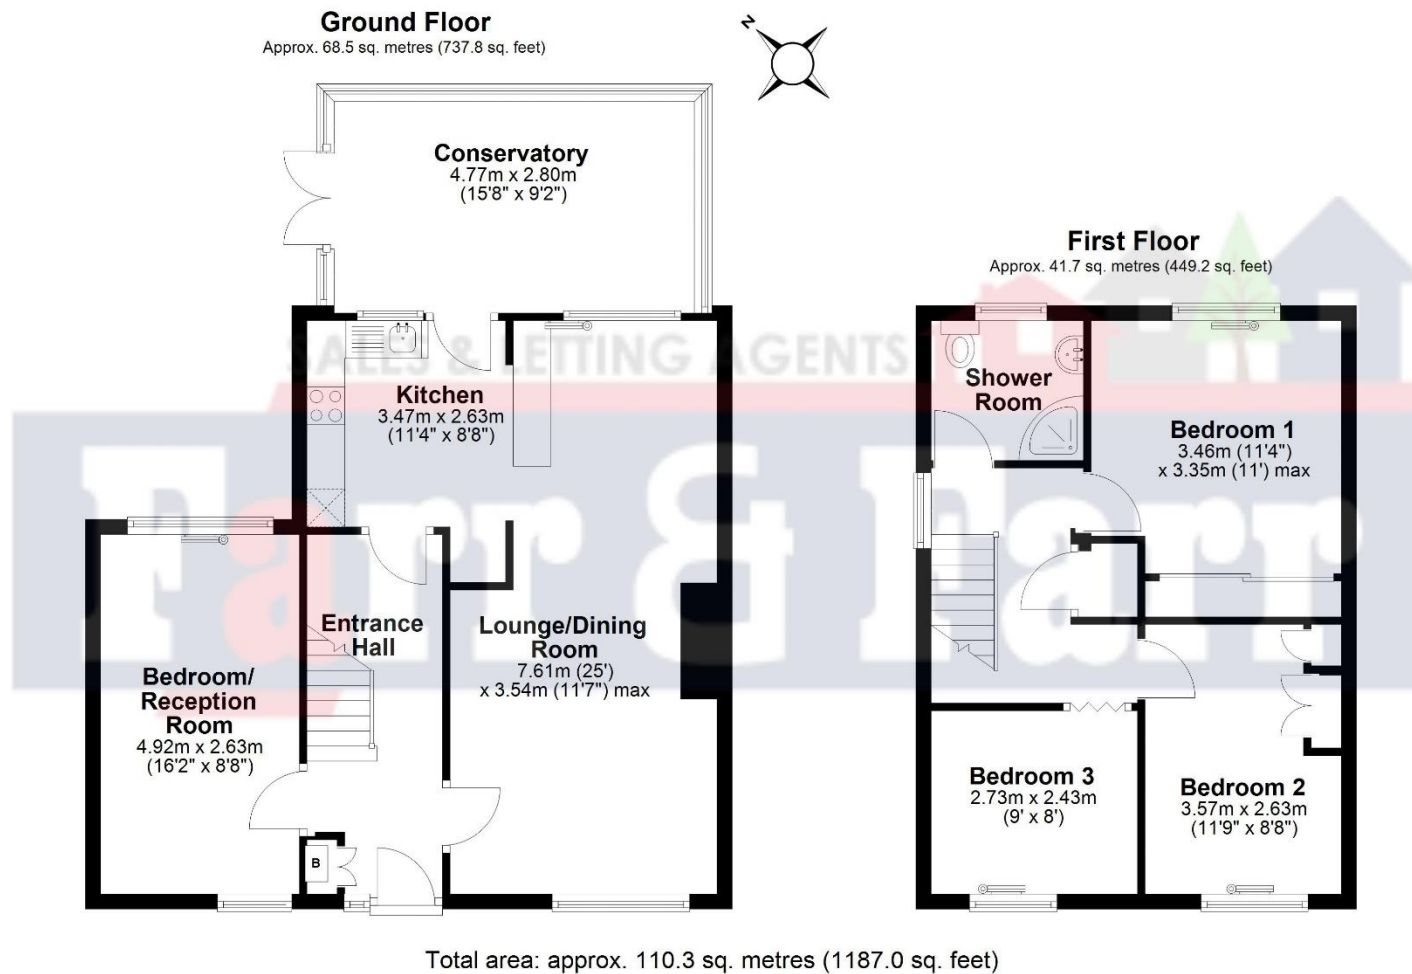 Ground Floor
Approx. 68.5 sq. metres (737.8 sq. feet)
N
Conservatory
4.77m x 2.80m
(15'8" x 9'2")
First Floor
Approx. 41.7 sq. metres (449.2 sq. feet)
SALES & LETTING AGENTS
Kitchen
3.47m x 2.63m
(11'4" x 8'8")
Shower
Room
Bedroom 1
3.46m (11'4")
x 3.35m (11') max
Farr & Farr
Entrance
Hall
Lounge/Dining
Room
7.61m (25')
x 3.54m (11'7") max
Bedroom/
Reception
Room
4.92m x 2.63m
(16'2" x 8'8")
B
Bedroom 3
2.73m x 2.43m
(9' x 8')
Bedroom 2
3.57m x 2.63m
(11'9" x 8'8")
Total area: approx. 110.3 sq. metres (1187.0 sq. feet)